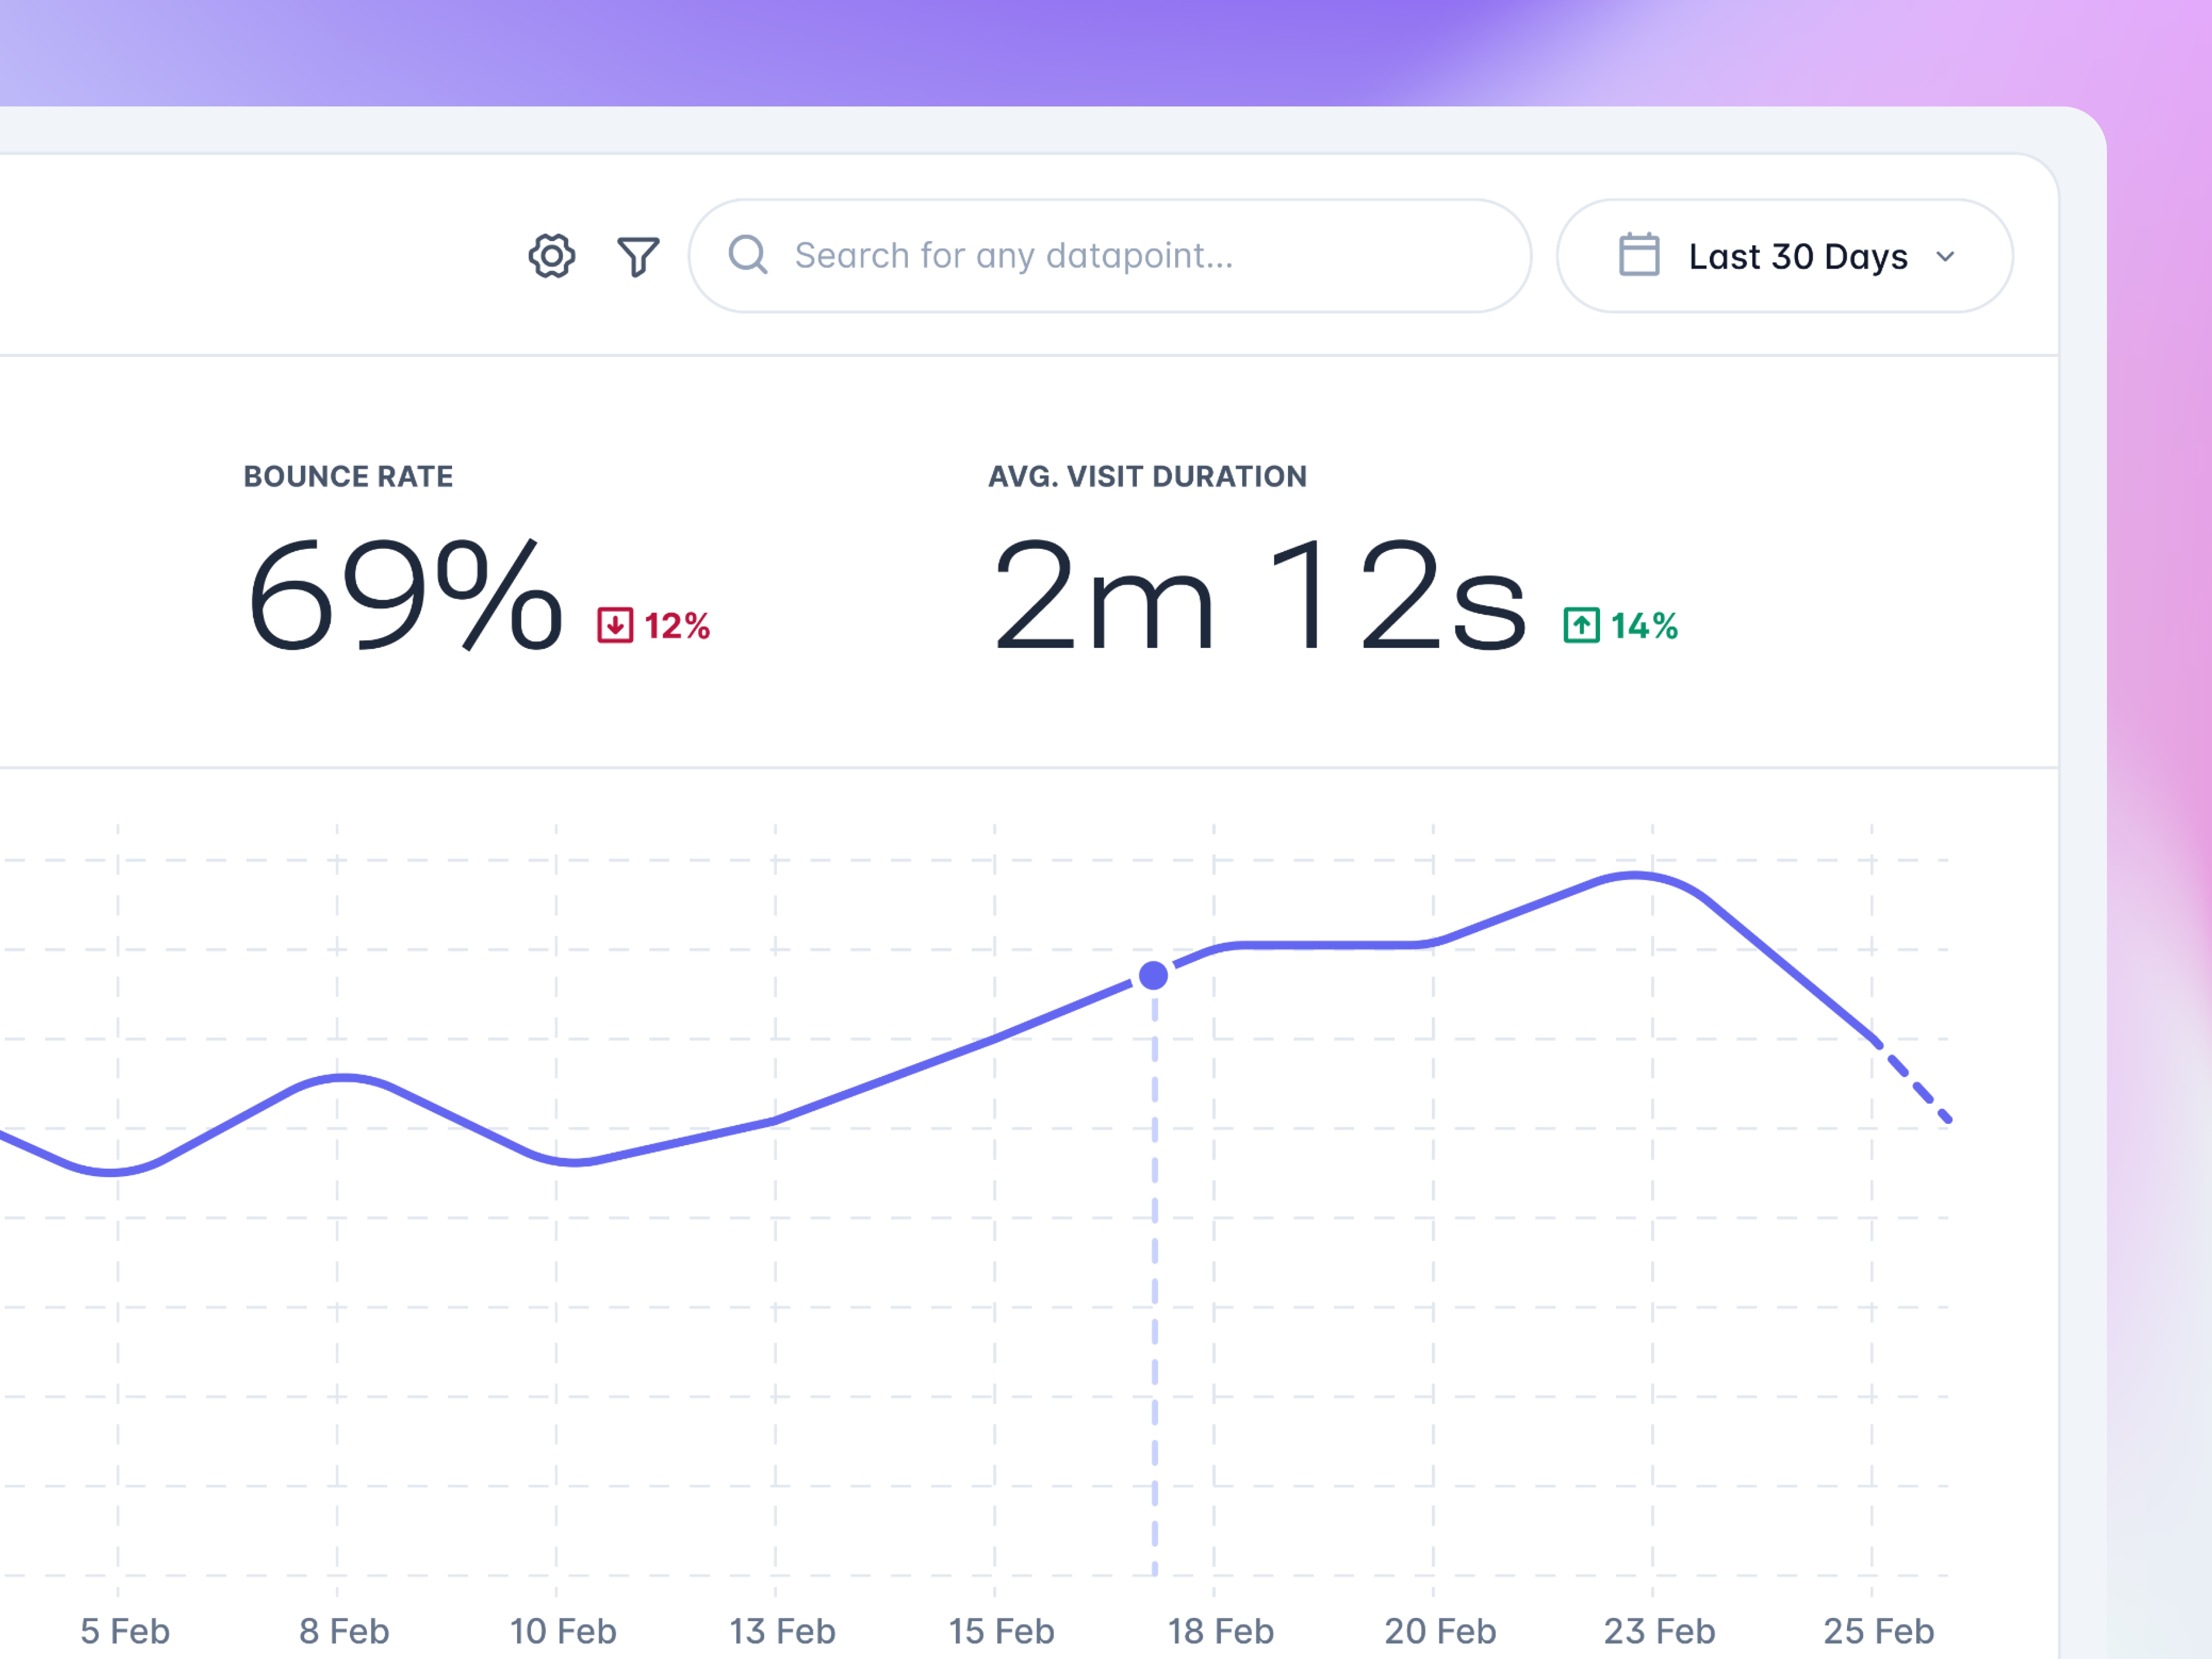 Search for any datapoint...
Last 30 Days
BOUNCE RATE
69%
12%
AVG. VISIT DURATION
2m 12s
14%
5 Feb
8 Feb
10 Feb
13 Feb
15 Feb
18 Feb
20 Feb
23 Feb
25 Feb